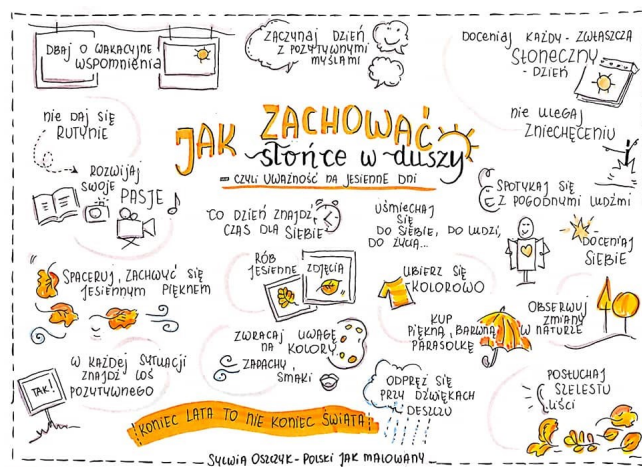 DBAJ O WAKACYJNE
WSPOMNIENIA
ZACZYNAJ DZIEŃ
Z POZYTYWNYMI
MYŚLAMI
DOCENIAJ KAŻDY - ZWŁASZCZA
SŁONECZNY
- DZIEŃ
NIE DAJ SIĘ
RUTYNIE
NIE ULEGAJ
ZNIECHĘCENIU
JAK ZACHOWAĆ
słońce w duszy
- CZYLI UWAŻNOŚĆ NA JESIENNE DNI
ROZWIJAJ
SWOJE
PASJE
SPOTYKAJ SIĘ
Z POGODNYMI LUDŹMI
CO DZIEŃ ZNAJDŹ
CZAS DLA
SIEBIE
UŚMIECHAJ
SIĘ
DO SIEBIE, DO LUDZI,
DO ŻYCIA...
DOCENIAJ
SIEBIE
SPACERUJ, ZACHWYĆ SIĘ
JESIENNYM PIĘKNEM
RÓB
JESIENNE ZDJĘCIA
UBIERZ SIĘ
KOLOROWO
OBSERWUJ
ZMIANY
W NATURZE
KUP
PIĘKNĄ, BARWNĄ
PARASOLKĘ
ZWRACAJ UWAGĘ
NA KOLORY,
ZAPACHY,
SMAKI
W KAŻDEJ SYTUACJI
ZNAJDŹ COŚ
POZYTYWNEGO
TAK!
ODPRĘŻ SIĘ
PRZY DŹWIĘKACH
DESZCZU
POSŁUCHAJ
SZELESTU
LIŚCI
KONIEC LATA TO NIE KONIEC ŚWIATA
SYLWIA OSZCZYK - POLSKI JAK MALOWANY